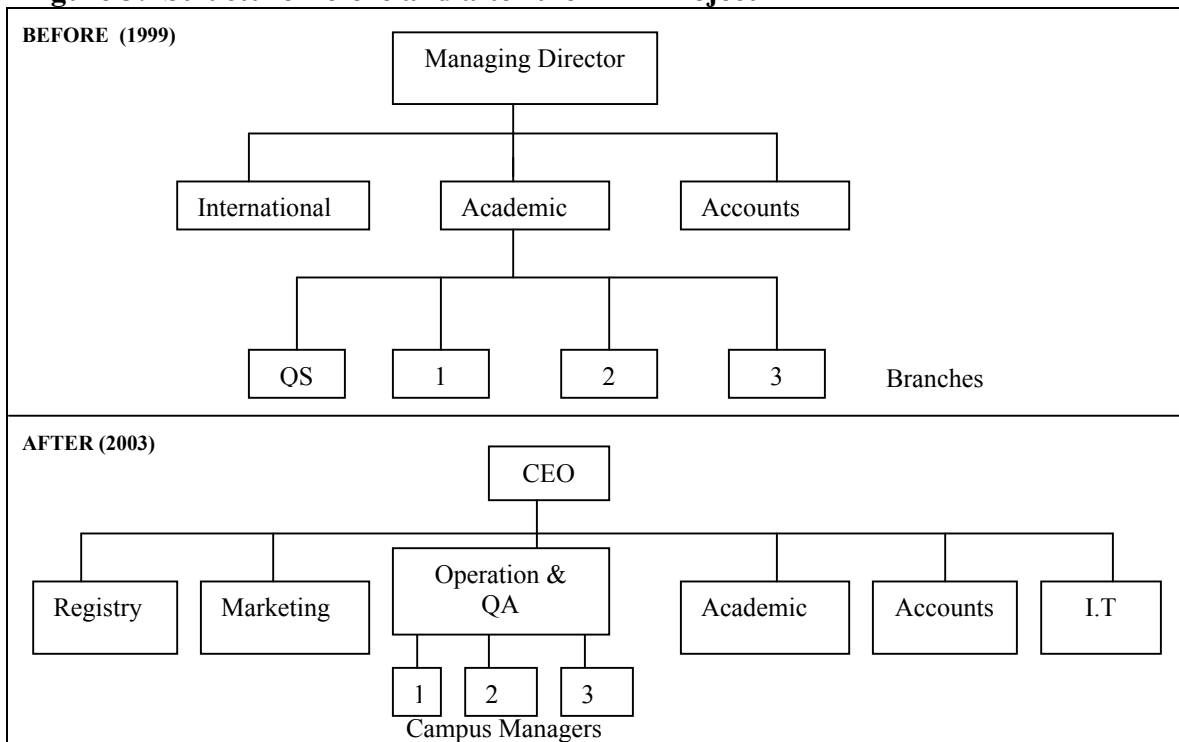 BEFORE (1999)
Managing Director
International Academic Accounts
QS 1 2 3 Branches
AFTER (2003)
CEO
Registry Marketing Operation & QA Academic Accounts I.T
1 2 3
Campus Managers